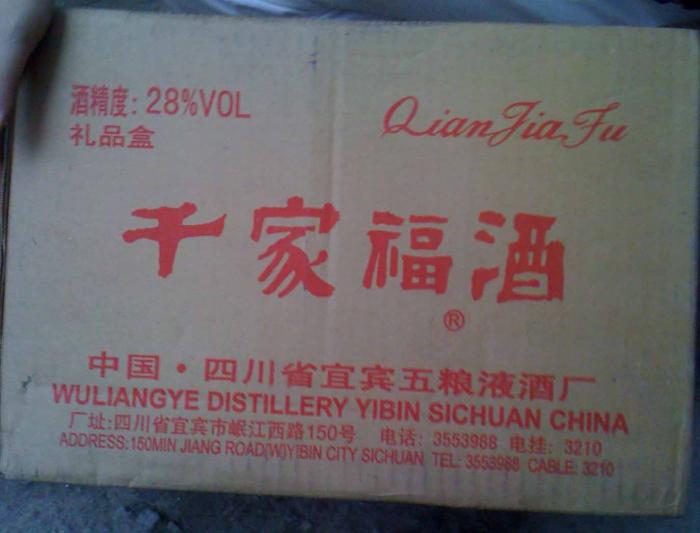 酒精度: 28%VOL
礼品盒
QianJiaFu
千家福酒
®
中国·四川省宜宾五粮液酒厂
WULIANGYE DISTILLERY YIBIN SICHUAN CHINA
厂址:四川省宜宾市岷江西路150号 电话: 3553988 电挂: 3210
ADDRESS:150MIN JIANG ROAD(W)YIBIN CITY SICHUAN TEL: 3553988 CABLE: 3210